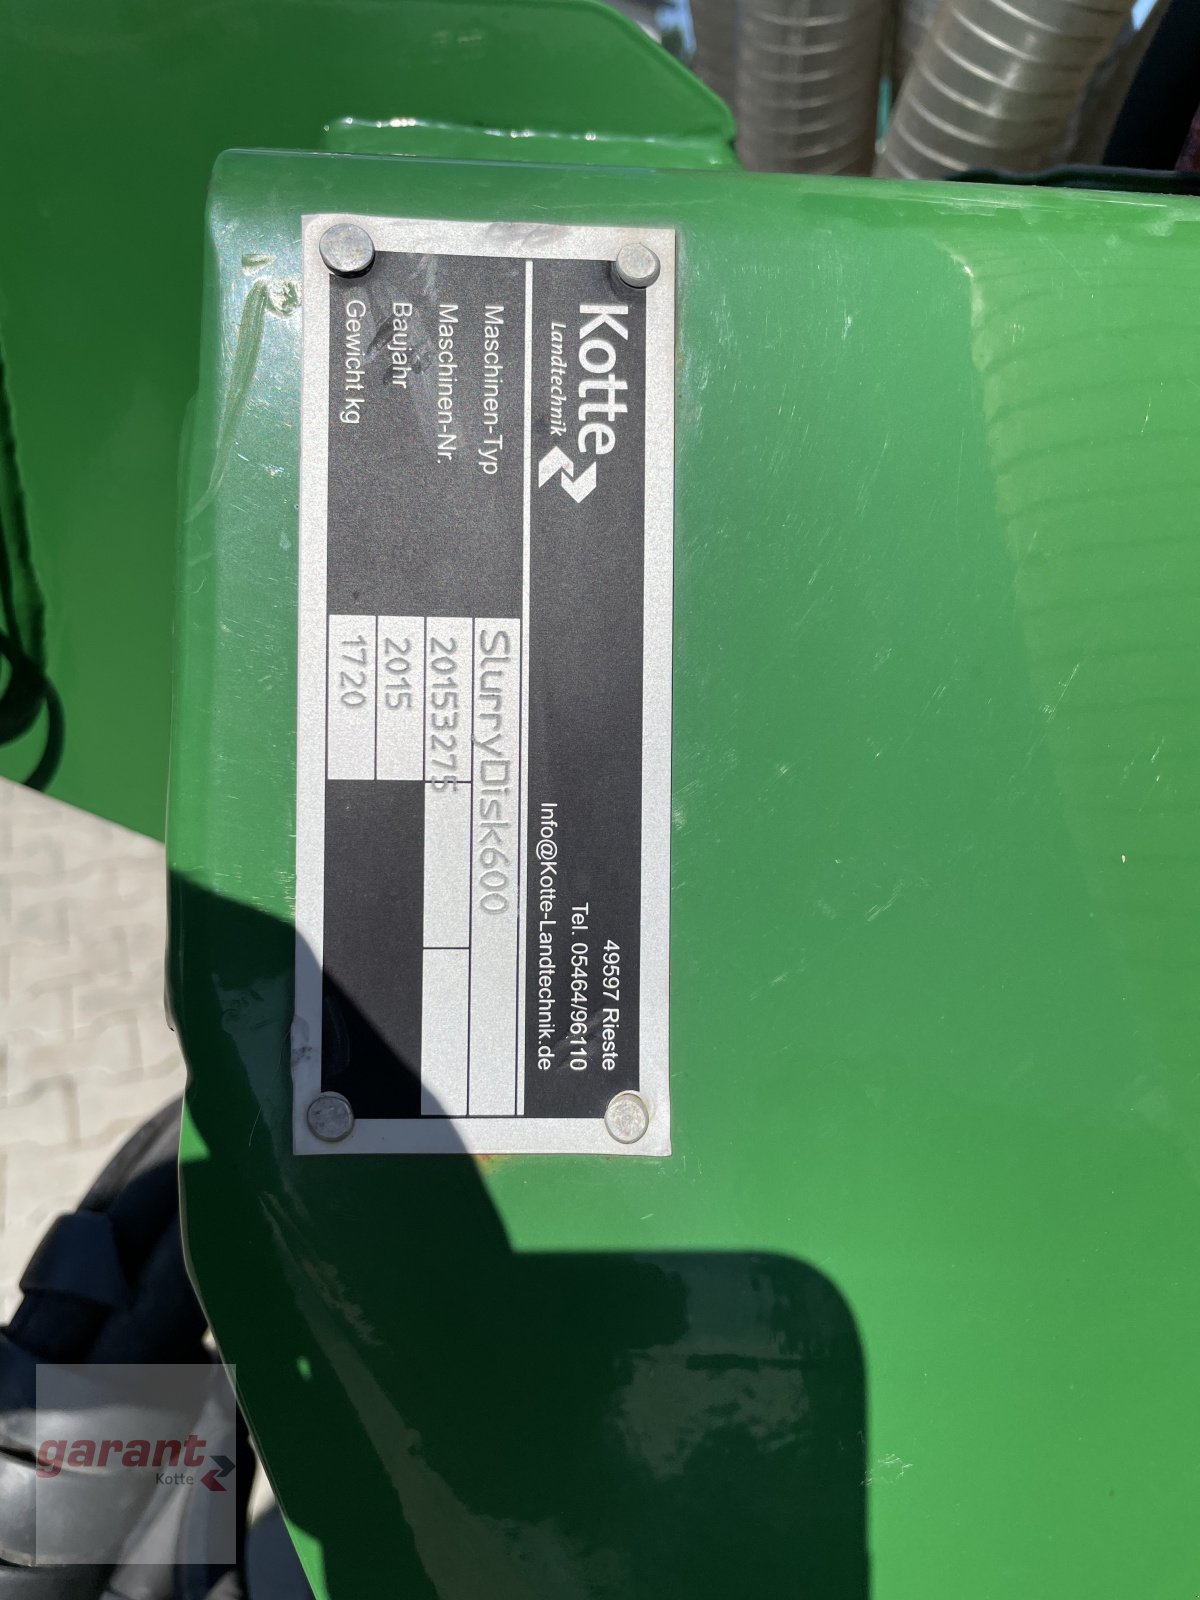 Kotte
Landtechnik
49597 Rieste
Tel. 05464/96110
Info@Kotte-Landtechnik.de
Maschinen-Typ SlurryDisk600
Maschinen-Nr. 20153275
Baujahr 2015
Gewicht kg 1720
garant
Kotte